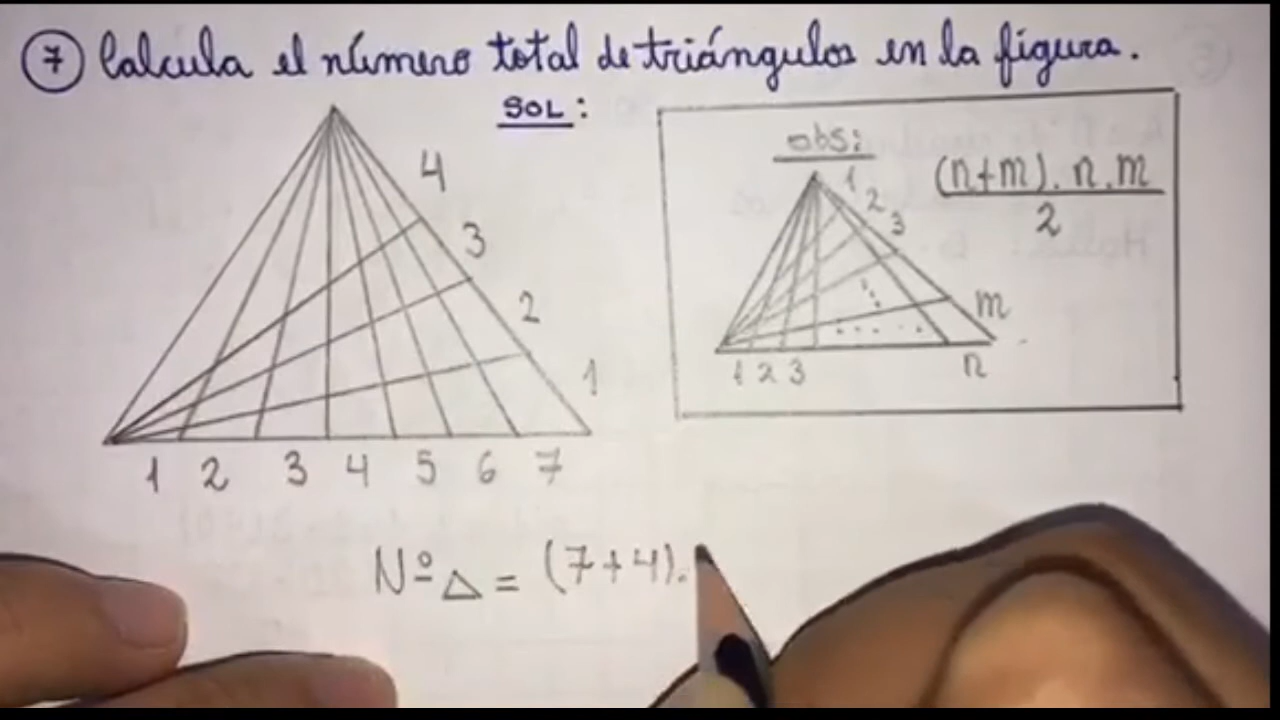 7 Calcula el número total de triángulos en la figura.
SOL:
4
3
2
1
1 2 3 4 5 6 7
obs:
(n+m). n.m
2
1
2
3
m
1 2 3 n
Nº△ = (7+4).